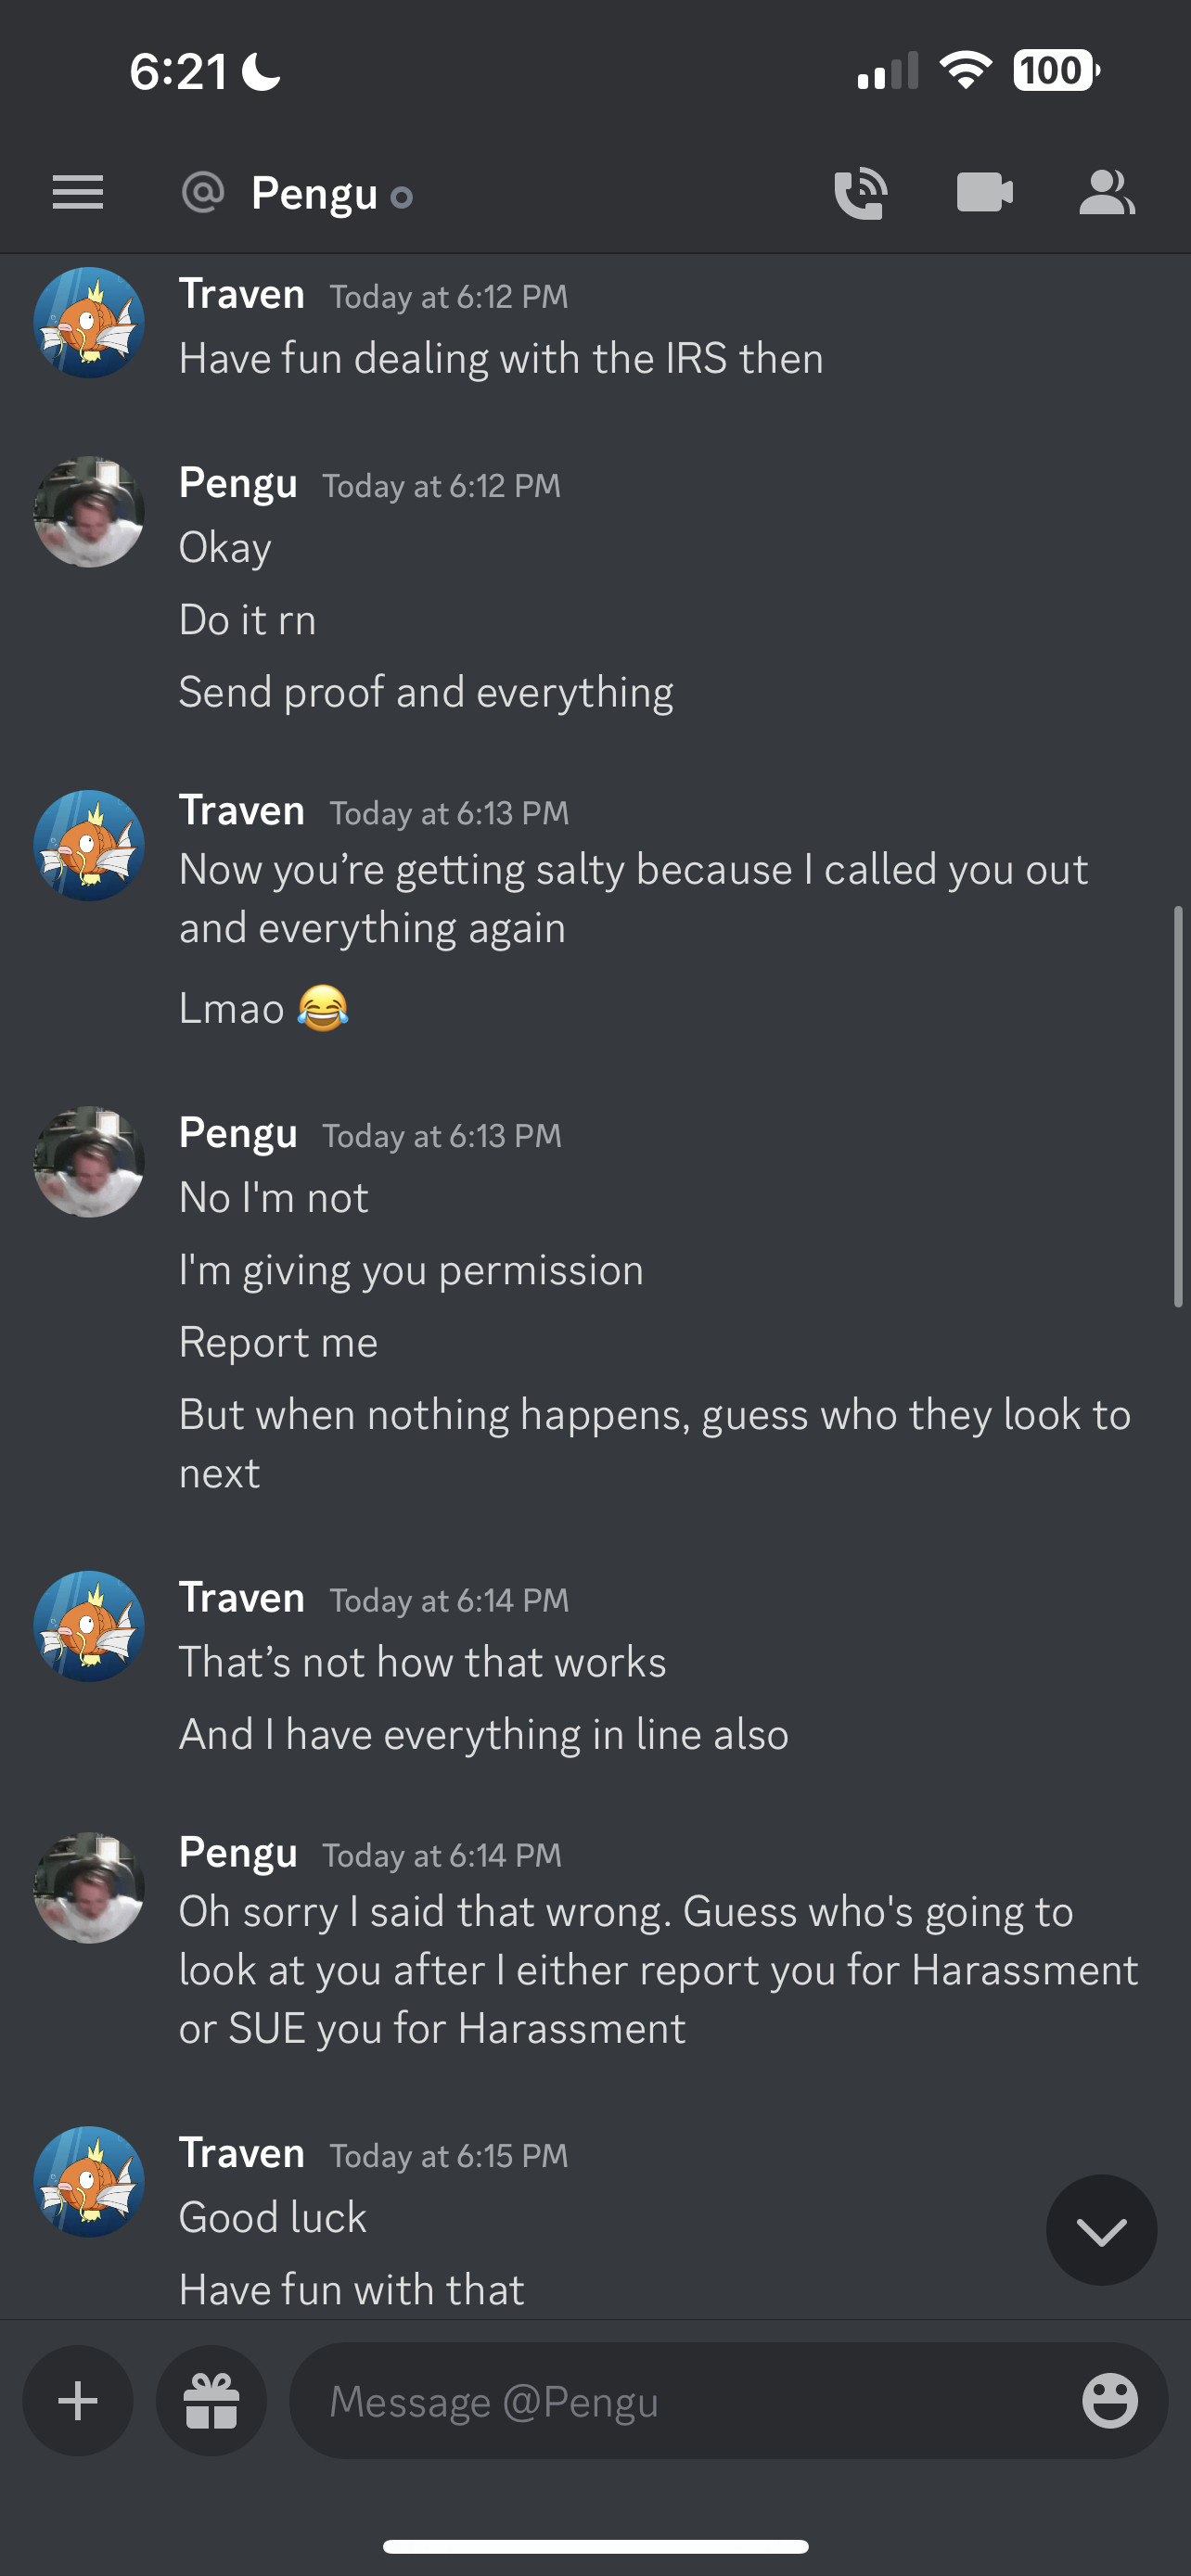 6:21
100
@ Pengu
Traven Today at 6:12 PM
Have fun dealing with the IRS then
Pengu Today at 6:12 PM
Okay
Do it rn
Send proof and everything
Traven Today at 6:13 PM
Now you’re getting salty because I called you out
and everything again
Lmao 😂
Pengu Today at 6:13 PM
No I'm not
I'm giving you permission
Report me
But when nothing happens, guess who they look to
next
Traven Today at 6:14 PM
That’s not how that works
And I have everything in line also
Pengu Today at 6:14 PM
Oh sorry I said that wrong. Guess who's going to
look at you after I either report you for Harassment
or SUE you for Harassment
Traven Today at 6:15 PM
Good luck
Have fun with that
Message @Pengu